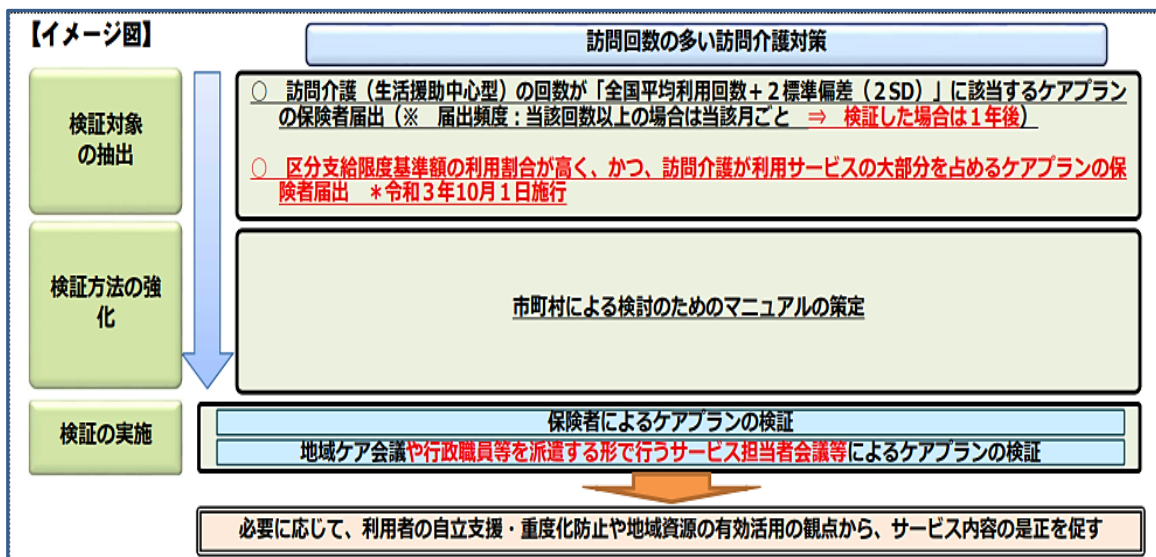 【イメージ図】
訪問回数の多い訪問介護対策
検証対象
の抽出
○　訪問介護（生活援助中心型）の回数が「全国平均利用回数＋２標準偏差（２SD）」に該当するケアプラン
の保険者届出（※　届出頻度：当該回数以上の場合は当該月ごと　⇒　検証した場合は１年後）
○　区分支給限度基準額の利用割合が高く、かつ、訪問介護が利用サービスの大部分を占めるケアプランの保
険者届出　＊令和３年10月１日施行
検証方法の強
化
市町村による検討のためのマニュアルの策定
検証の実施
保険者によるケアプランの検証
地域ケア会議や行政職員等を派遣する形で行うサービス担当者会議等によるケアプランの検証
必要に応じて、利用者の自立支援・重度化防止や地域資源の有効活用の観点から、サービス内容の是正を促す